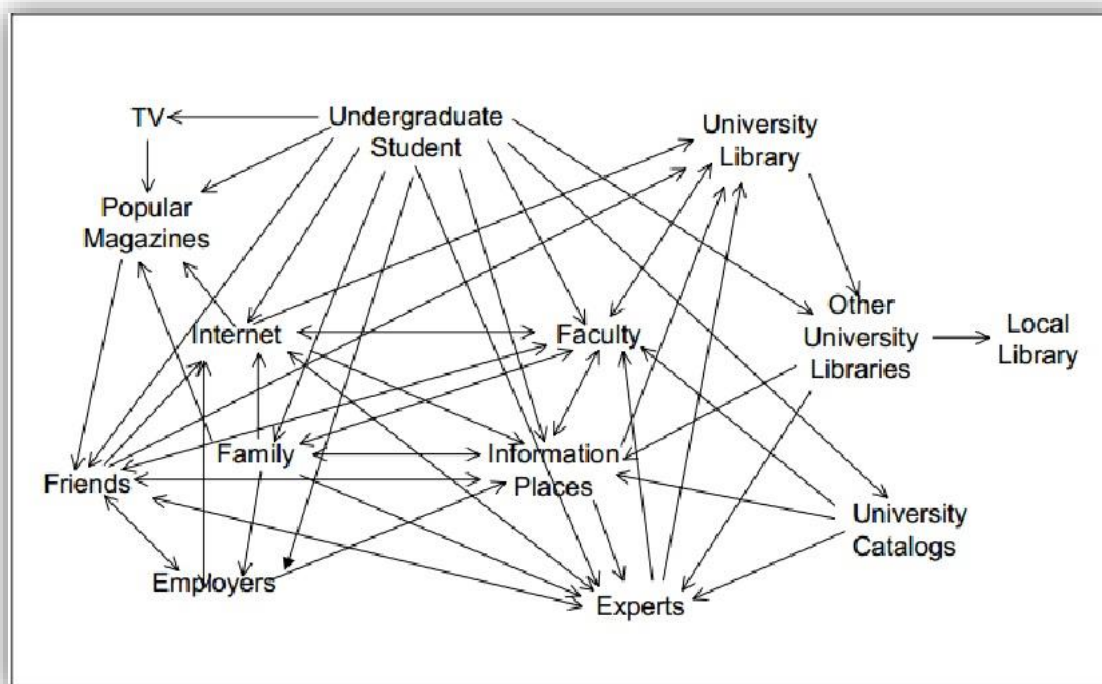 TV
Undergraduate
Student
University
Library
Popular
Magazines
Internet
Faculty
Other
University
Libraries
Local
Library
Family
Information
Places
Friends
University
Catalogs
Employers
Experts